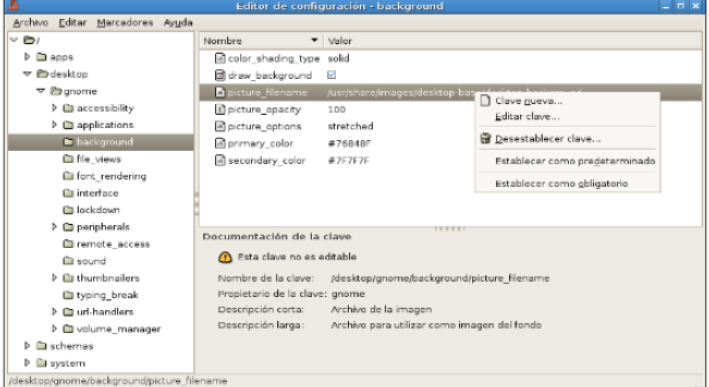 Editor de configuración - background
Archivo Editar Marcadores Ayuda
/
apps
desktop
gnome
accessibility
applications
background
file_views
font_rendering
interface
lockdown
peripherals
remote_access
sound
thumbnailers
typing_break
url-handlers
volume_manager
schemas
system
Nombre Valor
color_shading_type solid
draw_background
picture_filename /usr/share/images/desktop-base/desktop-background
picture_opacity 100
picture_options stretched
primary_color #76848F
secondary_color #7F7F7F
Clave nueva...
Editar clave...
Desestablecer clave...
Establecer como predeterminado
Establecer como obligatorio
Documentación de la clave
Esta clave no es editable
Nombre de la clave: /desktop/gnome/background/picture_filename
Propietario de la clave: gnome
Descripción corta: Archivo de la imagen
Descripción larga: Archivo para utilizar como imagen del fondo
/desktop/gnome/background/picture_filename